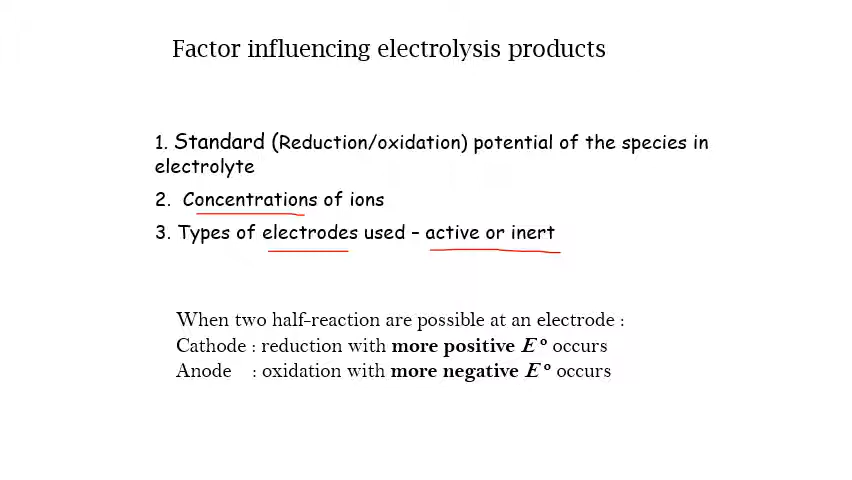 Factor influencing electrolysis products
1. Standard (Reduction/oxidation) potential of the species in
electrolyte
2. Concentrations of ions
3. Types of electrodes used – active or inert
When two half-reaction are possible at an electrode :
Cathode : reduction with more positive E° occurs
Anode : oxidation with more negative E° occurs